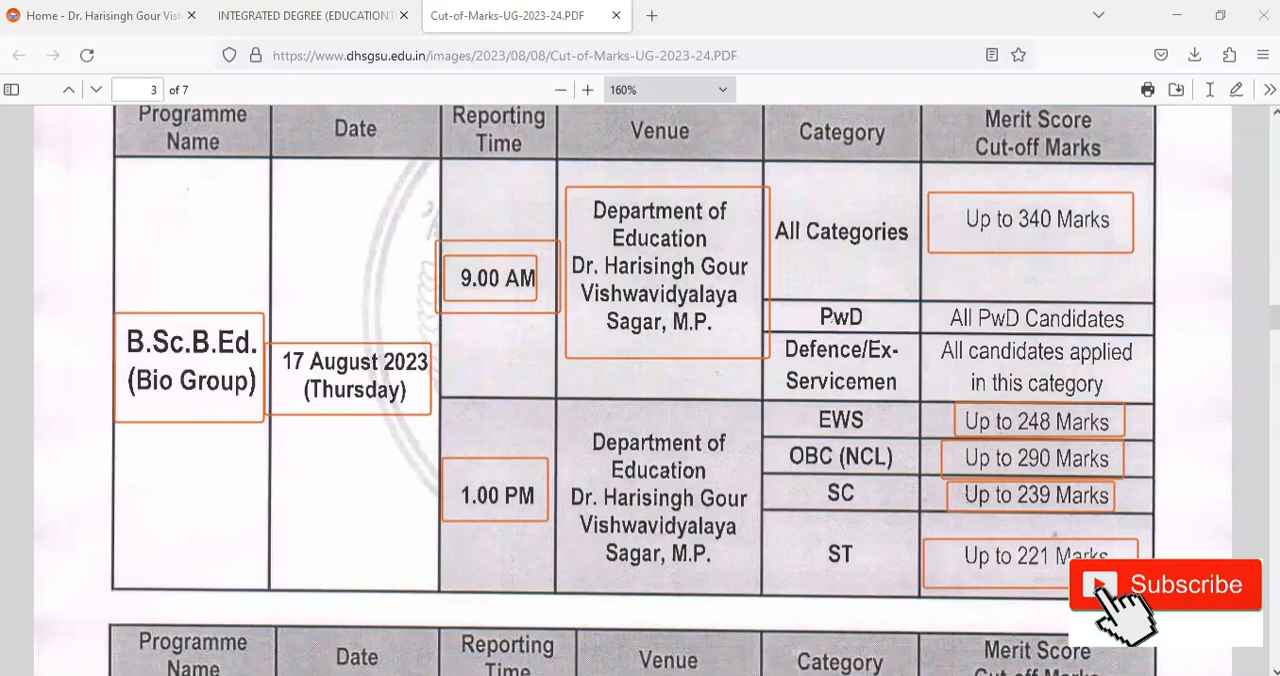 Home - Dr. Harisingh Gour Vish
INTEGRATED DEGREE (EDUCATION
Cut-of-Marks-UG-2023-24.PDF
https://www.dhsgsu.edu.in/images/2023/08/08/Cut-of-Marks-UG-2023-24.PDF
3 of 7
160%
Programme
Name
Date
Reporting
Time
Venue
Category
Merit Score
Cut-off Marks
B.Sc.B.Ed.
(Bio Group)
17 August 2023
(Thursday)
9.00 AM
Department of
Education
Dr. Harisingh Gour
Vishwavidyalaya
Sagar, M.P.
All Categories
Up to 340 Marks
PwD
All PwD Candidates
Defence/Ex-
Servicemen
All candidates applied
in this category
1.00 PM
Department of
Education
Dr. Harisingh Gour
Vishwavidyalaya
Sagar, M.P.
EWS
Up to 248 Marks
OBC (NCL)
Up to 290 Marks
SC
Up to 239 Marks
ST
Up to 221 Marks
Subscribe
Programme
Name
Date
Reporting
Time
Venue
Category
Merit Score
Cut-off Marks